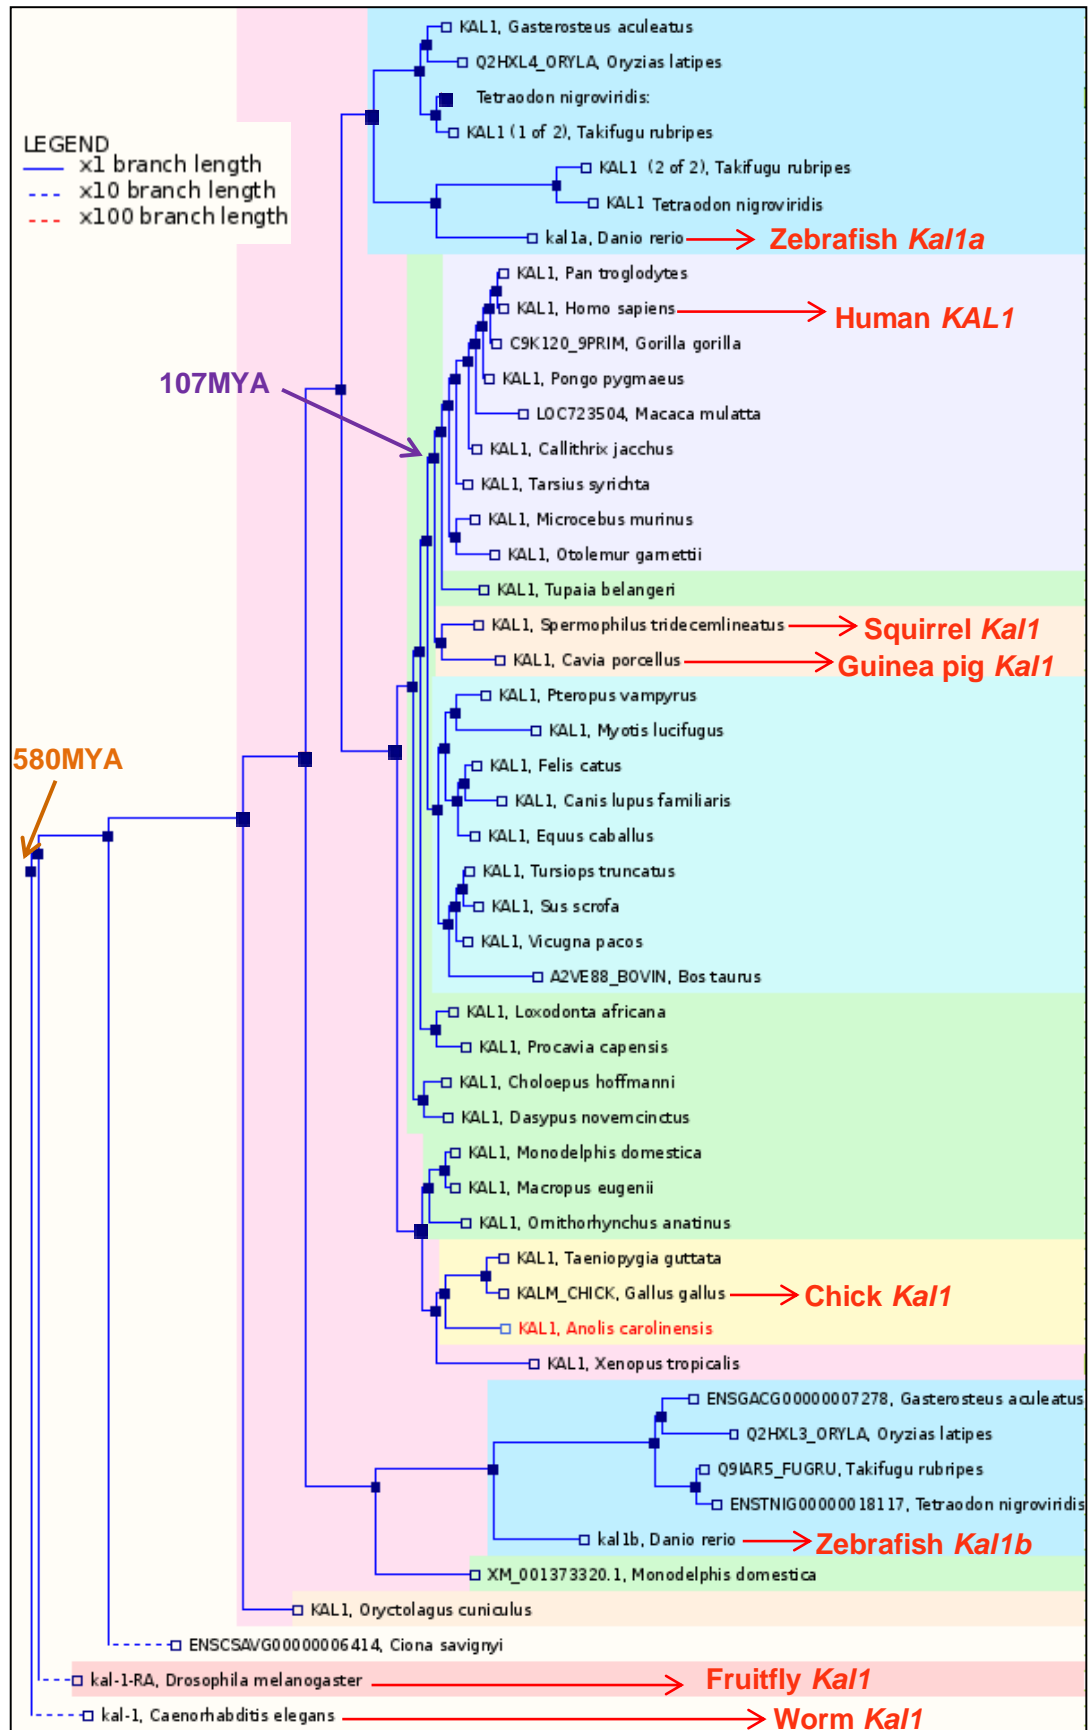 KAL1, Gasterosteus aculeatus
Q2HXL4_ORYLA, Oryzias latipes
Tetraodon nigroviridis:
KAL1 (1 of 2), Takifugu rubripes
LEGEND
x1 branch length
x10 branch length
x100 branch length
KAL1 (2 of 2), Takifugu rubripes
KAL1 Tetraodon nigroviridis
kal1a, Danio rerio Zebrafish Kal1a
KAL1, Pan troglodytes
KAL1, Homo sapiens Human KAL1
C9K120_9PRIM, Gorilla gorilla
KAL1, Pongo pygmaeus
107MYA
LOC723504, Macaca mulatta
KAL1, Callithrix jacchus
KAL1, Tarsius syrichta
KAL1, Microcebus murinus
KAL1, Otolemur garnettii
KAL1, Tupaia belangeri
KAL1, Spermophilus tridecemlineatus Squirrel Kal1
KAL1, Cavia porcellus Guinea pig Kal1
KAL1, Pteropus vampyrus
KAL1, Myotis lucifugus
580MYA
KAL1, Felis catus
KAL1, Canis lupus familiaris
KAL1, Equus caballus
KAL1, Tursiops truncatus
KAL1, Sus scrofa
KAL1, Vicugna pacos
A2VE88_BOVIN, Bos taurus
KAL1, Loxodonta africana
KAL1, Procavia capensis
KAL1, Choloepus hoffmanni
KAL1, Dasypus novemcinctus
KAL1, Monodelphis domestica
KAL1, Macropus eugenii
KAL1, Ornithorhynchus anatinus
KAL1, Taeniopygia guttata
KALM_CHICK, Gallus gallus Chick Kal1
KAL1, Anolis carolinensis
KAL1, Xenopus tropicalis
ENSGACG00000007278, Gasterosteus aculeatus
Q2HXL3_ORYLA, Oryzias latipes
Q9IAR5_FUGRU, Takifugu rubripes
ENSTNIG00000018117, Tetraodon nigroviridis
kal1b, Danio rerio Zebrafish Kal1b
XM_001373320.1, Monodelphis domestica
KAL1, Oryctolagus cuniculus
ENSCSAVG00000006414, Ciona savignyi
kal-1-RA, Drosophila melanogaster Fruitfly Kal1
kal-1, Caenorhabditis elegans Worm Kal1